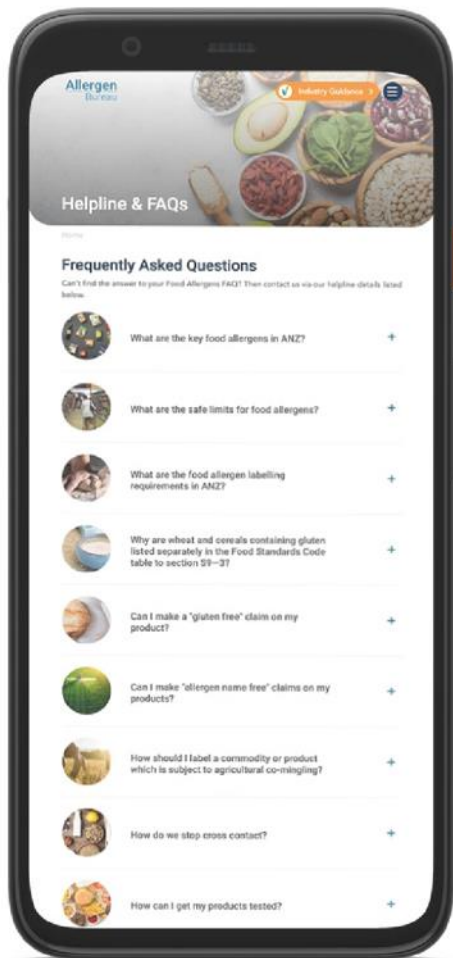 Allergen
Bureau
Industry Guidance
Helpline & FAQs
Home
Frequently Asked Questions
Can't find the answer to your Food Allergens FAQ? Then contact us via our helpline details listed
below.
What are the key food allergens in ANZ?
What are the safe limits for food allergens?
What are the food allergen labelling
requirements in ANZ?
Why are wheat and cereals containing gluten
listed separately in the Food Standards Code
table to section S9—3?
Can I make a "gluten free" claim on my
product?
Can I make "allergen name free" claims on my
products?
How should I label a commodity or product
which is subject to agricultural co-mingling?
How do we stop cross contact?
How can I get my products tested?